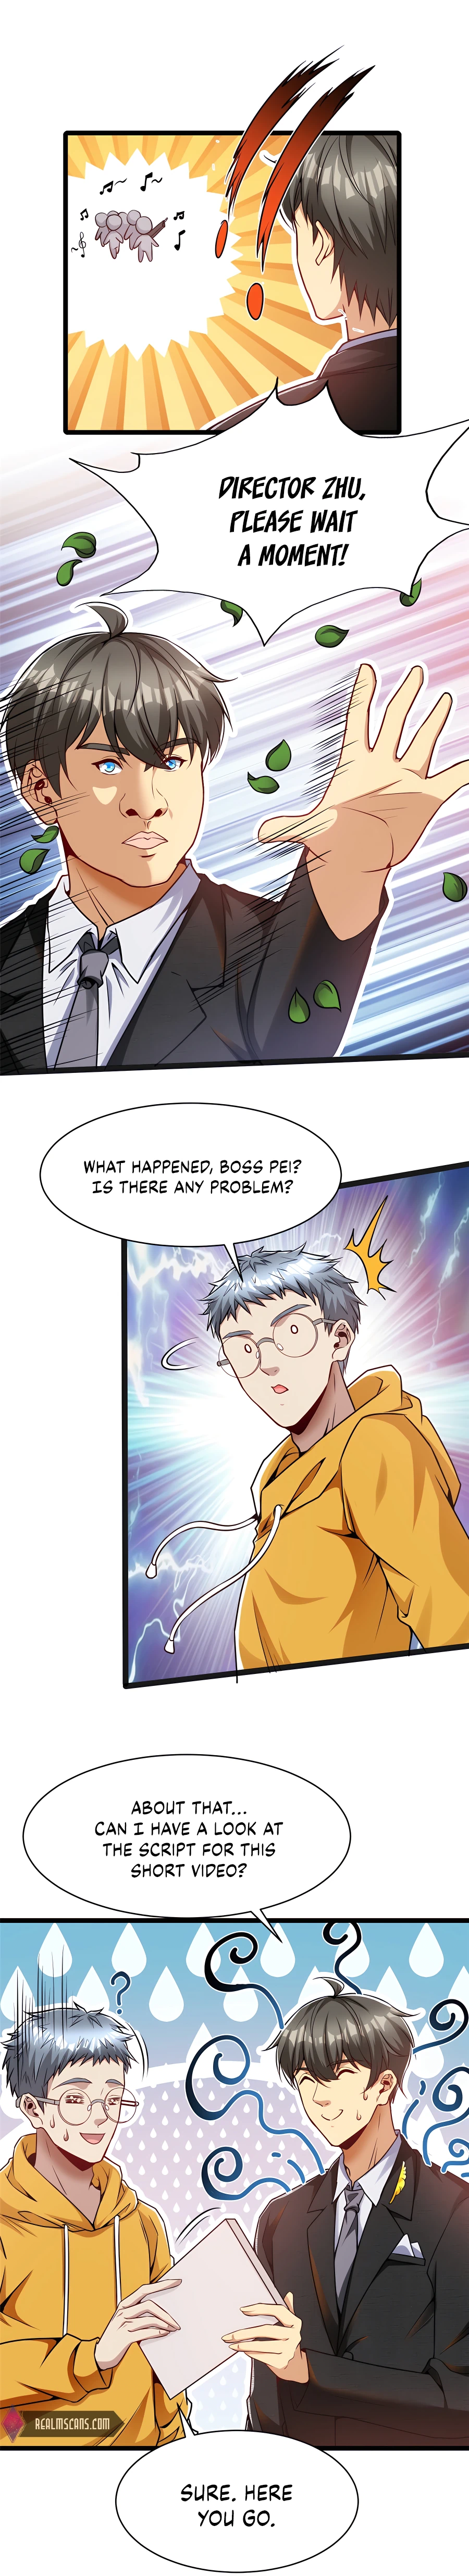 DIRECTOR ZHU,
PLEASE WAIT
A MOMENT!
WHAT HAPPENED, BOSS PEI?
IS THERE ANY PROBLEM?
ABOUT THAT...
CAN I HAVE A LOOK AT
THE SCRIPT FOR THIS
SHORT VIDEO?
?
REALMSCANS.COM
SURE. HERE
YOU GO.